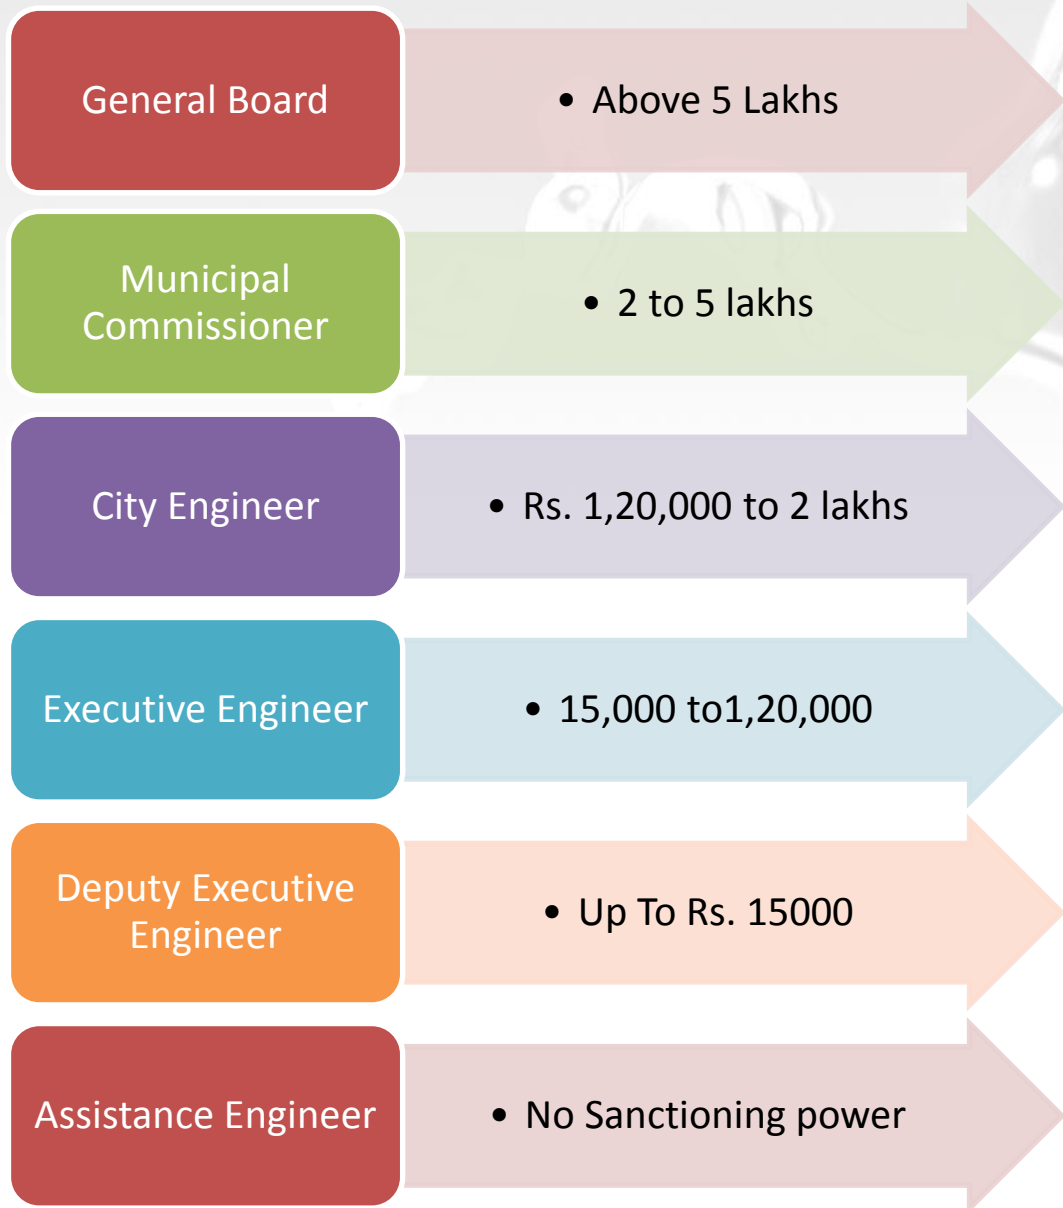 General Board
• Above 5 Lakhs
Municipal
Commissioner
• 2 to 5 lakhs
City Engineer
• Rs. 1,20,000 to 2 lakhs
Executive Engineer
• 15,000 to1,20,000
Deputy Executive
Engineer
• Up To Rs. 15000
Assistance Engineer
• No Sanctioning power